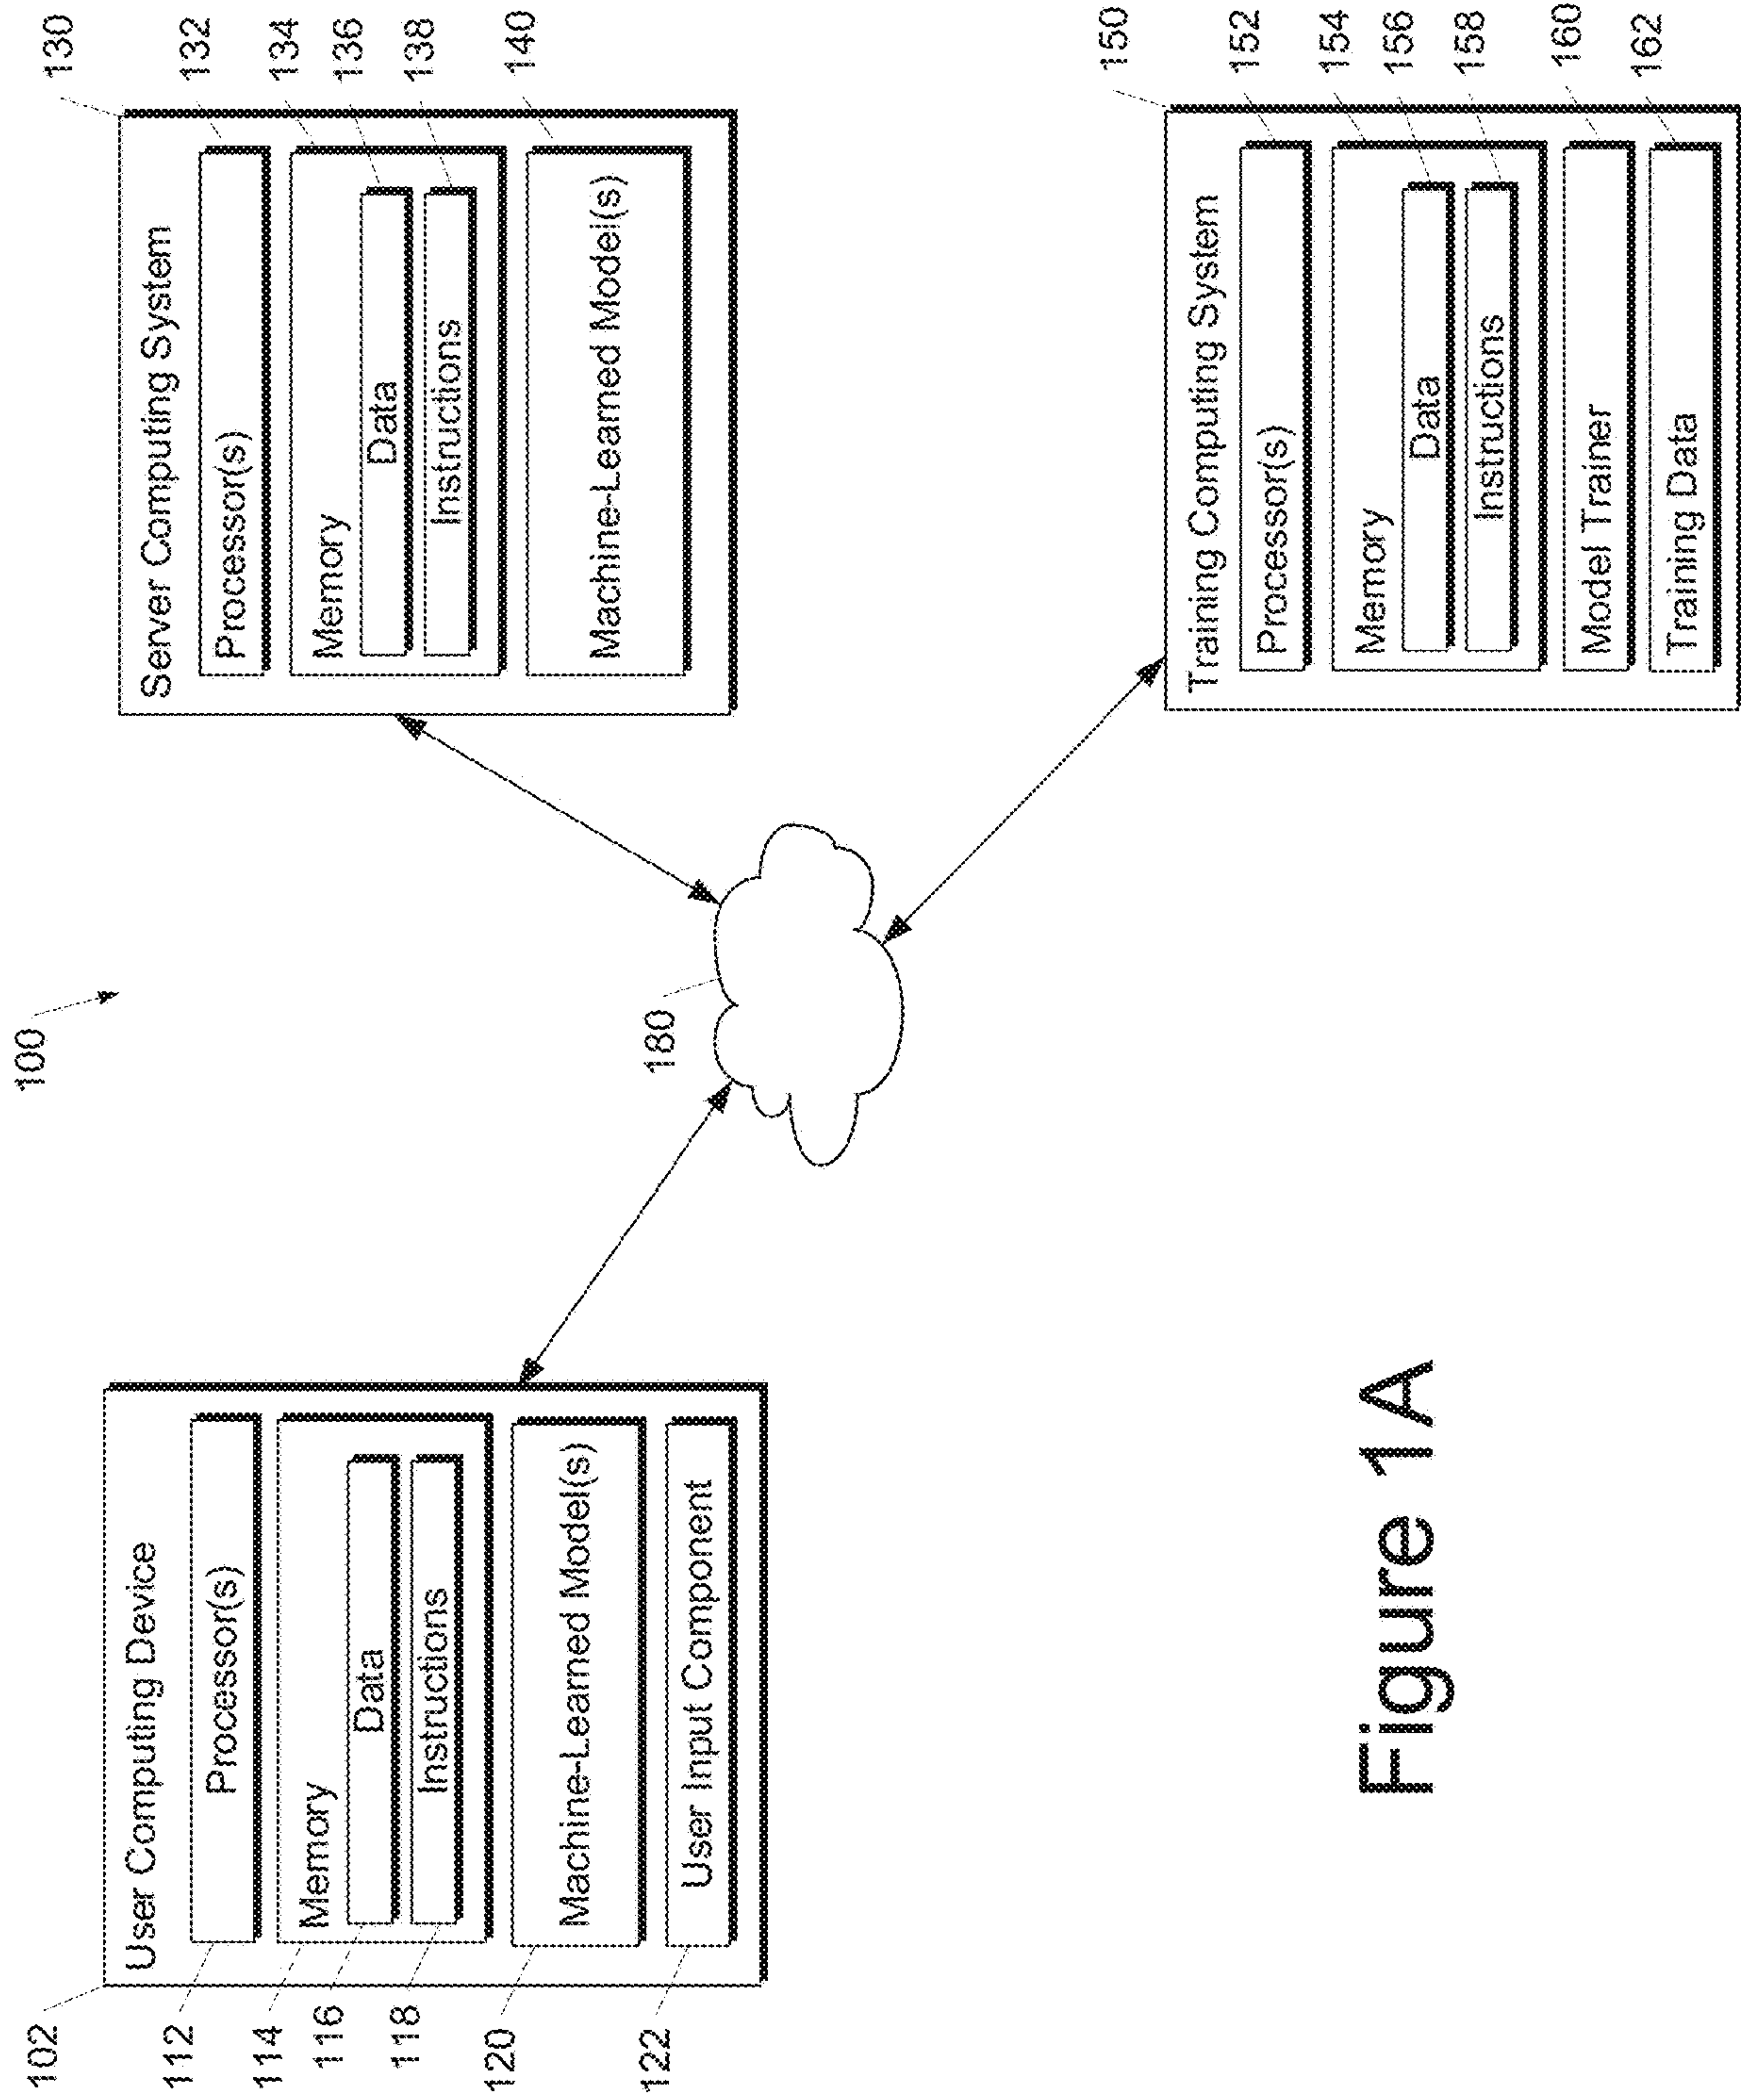 100
102
User Computing Device
112
Processor(s)
114
Memory
116
Data
118
Instructions
120
Machine-Learned Model(s)
122
User Input Component
180
130
Server Computing System
132
Processor(s)
134
Memory
136
Data
138
Instructions
140
Machine-Learned Model(s)
150
Training Computing System
152
Processor(s)
154
Memory
156
Data
158
Instructions
160
Model Trainer
162
Training Data
Figure 1A